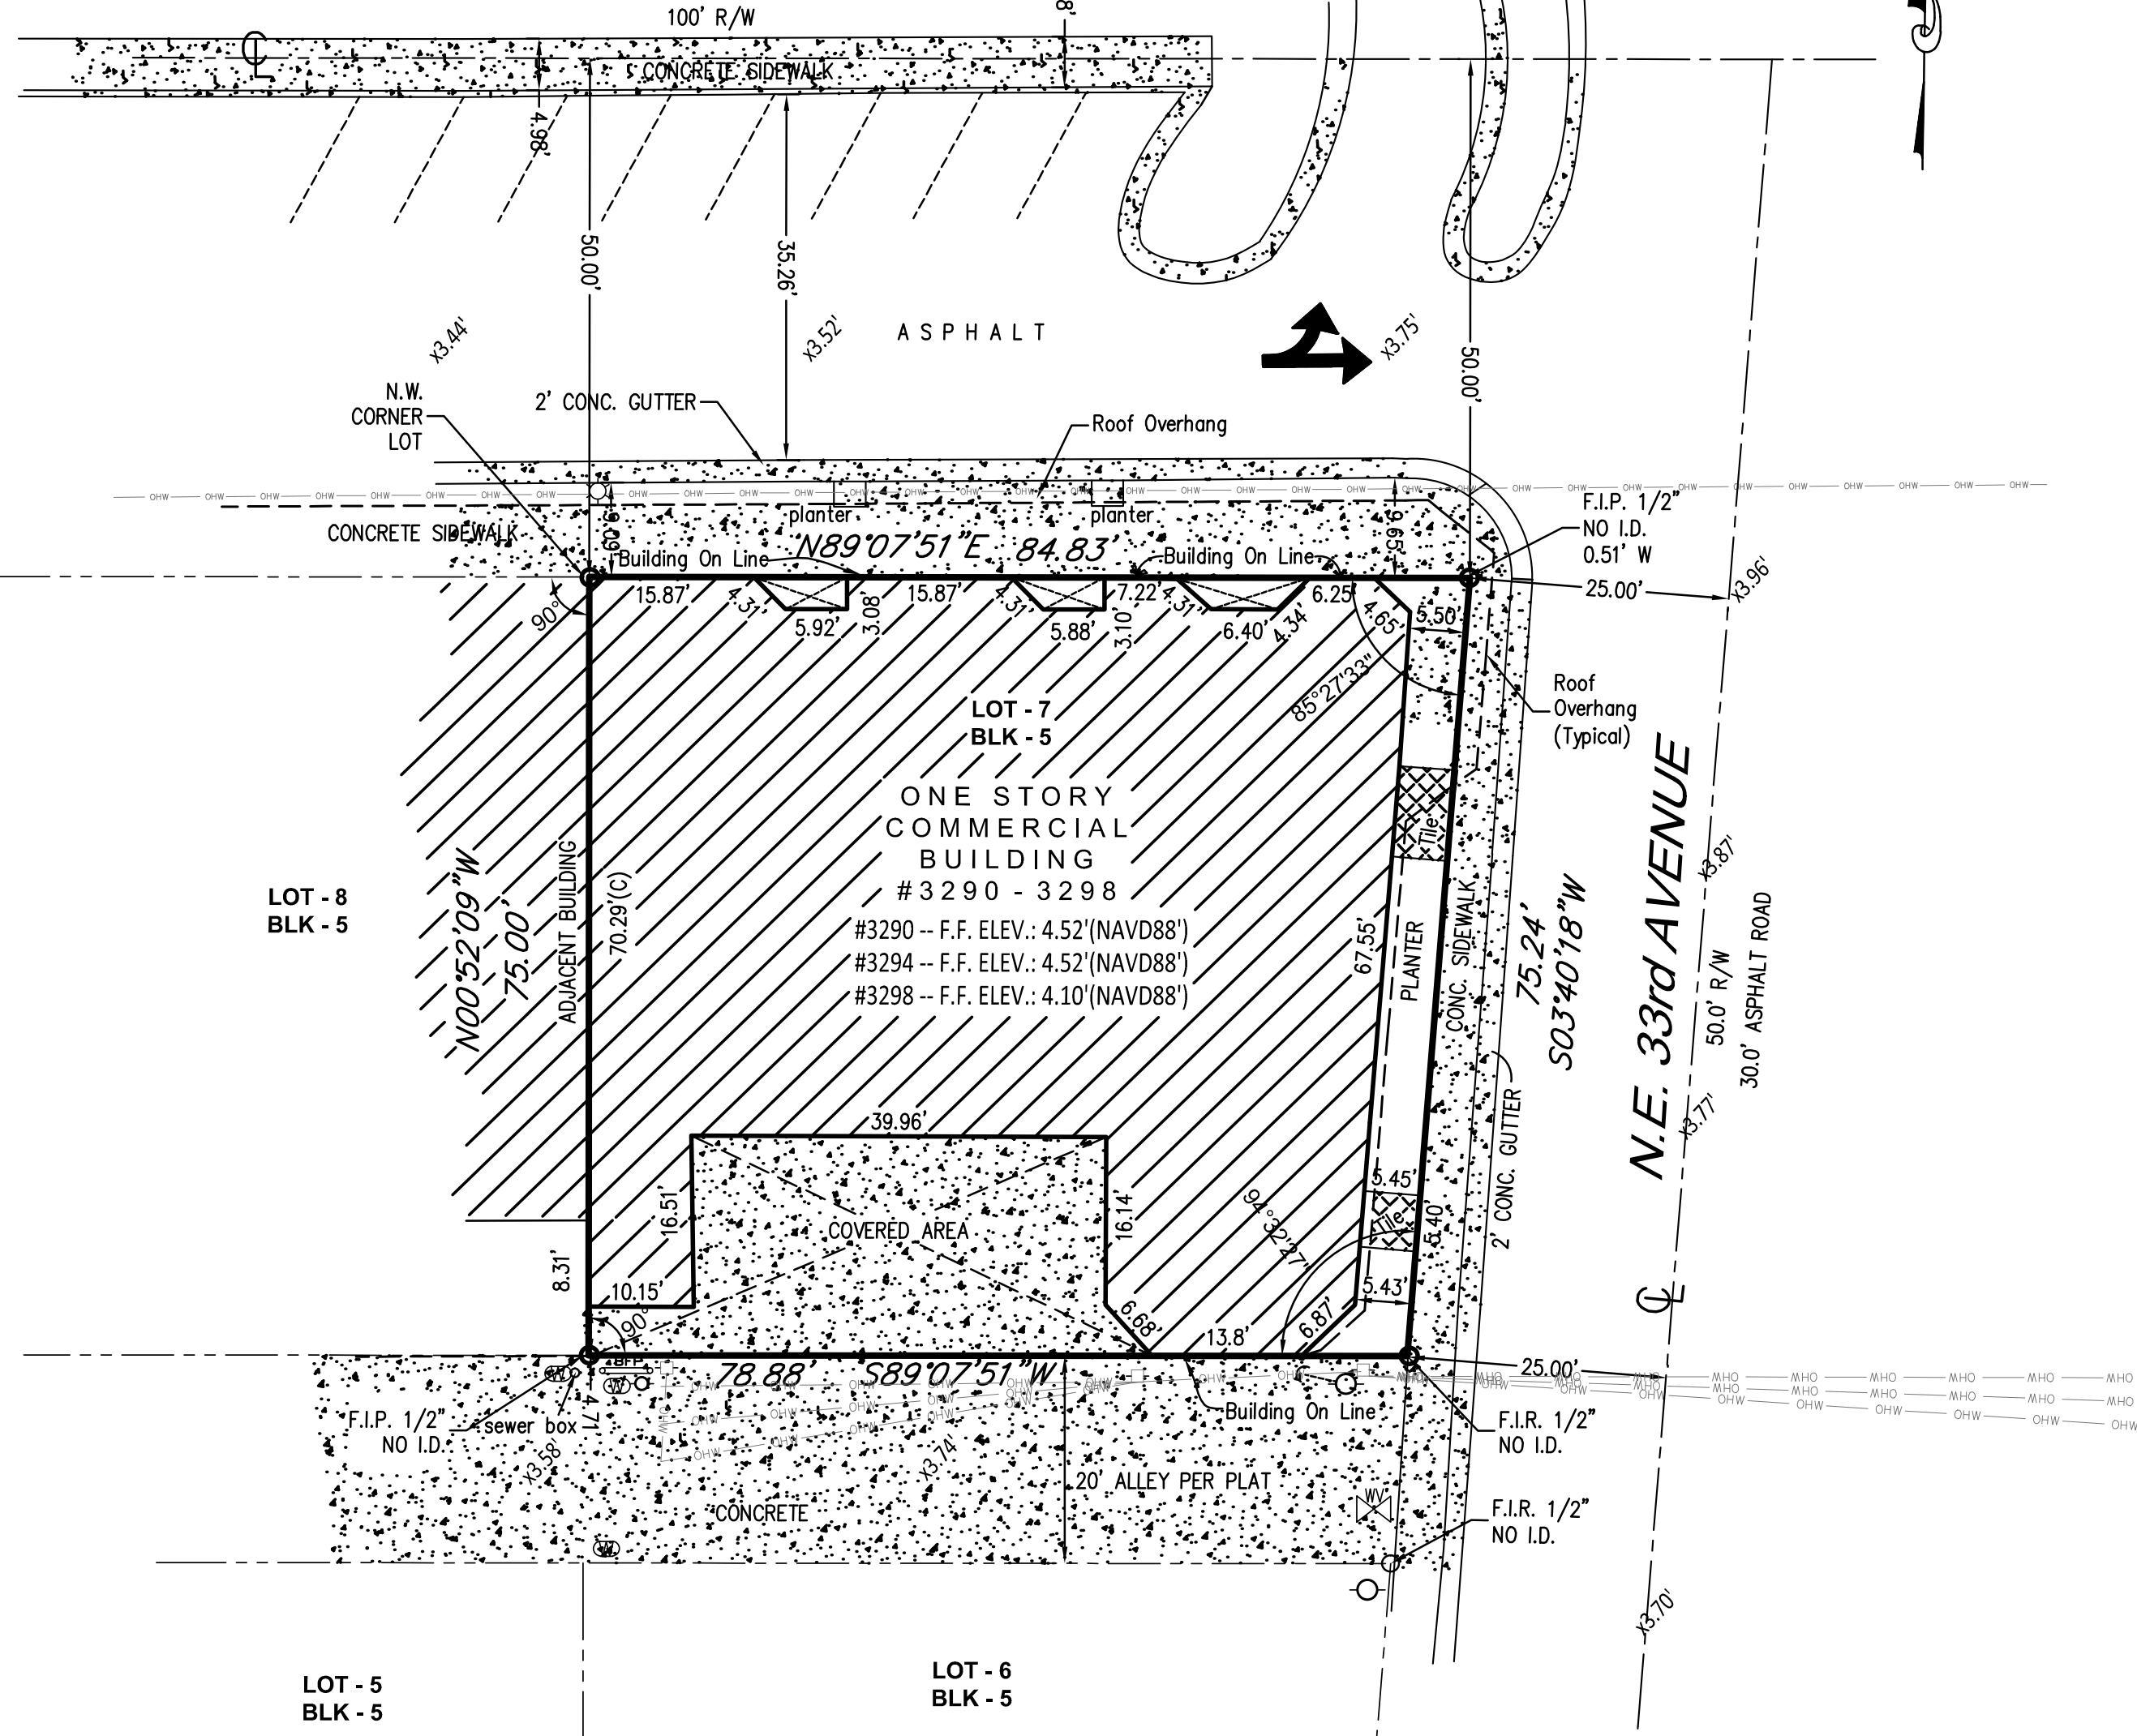 100' R/W
8'
CONCRETE SIDEWALK
4.98'
50.00'
35.26'
50.00'
x3.44'
x3.52'
ASPHALT
x3.75'
N.W.
CORNER
LOT
2' CONC. GUTTER
Roof Overhang
OHW
CONCRETE SIDEWALK
planter
planter
9.09'
9.65'
F.I.P. 1/2"
NO I.D.
0.51' W
Building On Line
N89°07'51"E 84.83'
Building On Line
25.00'
x3.96'
90°
15.87'
4.31'
5.92'
3.08'
15.87'
4.31'
5.88'
3.10'
7.22'
4.31'
6.40'
4.34'
6.25'
4.65'
5.50'
85°27'33"
Roof
Overhang
(Typical)
LOT - 7
BLK - 5
ONE STORY
COMMERCIAL
BUILDING
#3290 - 3298
#3290 -- F.F. ELEV.: 4.52'(NAVD88')
#3294 -- F.F. ELEV.: 4.52'(NAVD88')
#3298 -- F.F. ELEV.: 4.10'(NAVD88')
LOT - 8
BLK - 5
N00°52'09"W
75.00'
ADJACENT BUILDING
70.29'(C)
67.55'
PLANTER
Tile
CONC. SIDEWALK
75.24'
S03°40'18"W
2' CONC. GUTTER
N.E. 33rd AVENUE
50.0' R/W
30.0' ASPHALT ROAD
x3.87'
x3.77'
39.96'
16.51'
COVERED AREA
16.14'
94°32'27"
5.45'
Tile
5.40'
5.43'
8.31'
10.15'
90°
6.68'
13.8'
6.87'
BFP
W
W
78.88' S89°07'51"W
OHW
25.00'
4.71'
F.I.P. 1/2"
NO I.D.
sewer box
x3.58'
x3.74'
Building On Line
F.I.R. 1/2"
NO I.D.
20' ALLEY PER PLAT
CONCRETE
WV
W
F.I.R. 1/2"
NO I.D.
x3.70'
LOT - 5
BLK - 5
LOT - 6
BLK - 5